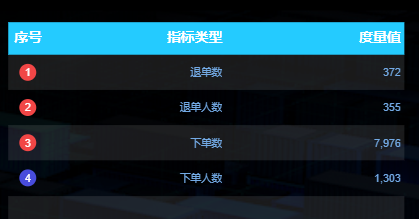 序号 指标类型 度量值
1 退单数 372
2 退单人数 355
3 下单数 7,976
4 下单人数 1,303